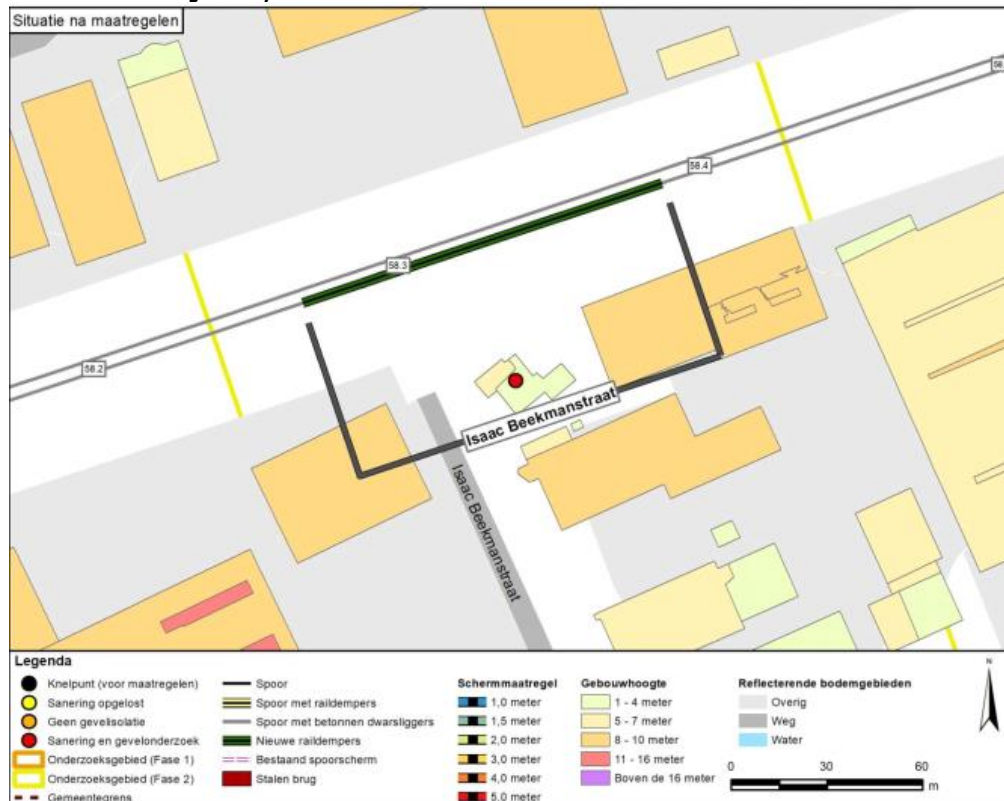 Situatie na maatregelen
58.4
58.3
58.2
Isaac Beekmanstraat
Isaac Beekmanstraat
Legenda
Knelpunt (voor maatregelen)
Sanering opgelost
Geen gevelisolatie
Sanering en gevelonderzoek
Onderzoeksgebied (Fase 1)
Onderzoeksgebied (Fase 2)
Gemeentegrens
Spoor
Spoor met raildempers
Spoor met betonnen dwarsliggers
Nieuwe raildempers
Bestaand spoorscherm
Stalen brug
Schermmaatregel
1,0 meter
1,5 meter
2,0 meter
3,0 meter
4,0 meter
5,0 meter
Gebouwhoogte
1 - 4 meter
5 - 7 meter
8 - 10 meter
11 - 16 meter
Boven de 16 meter
Reflecterende bodemgebieden
Overig
Weg
Water
N
0 30 60
m